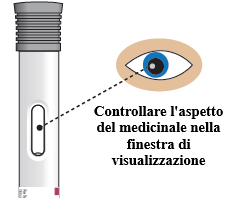 Controllare l'aspetto
del medicinale nella
finestra di
visualizzazione